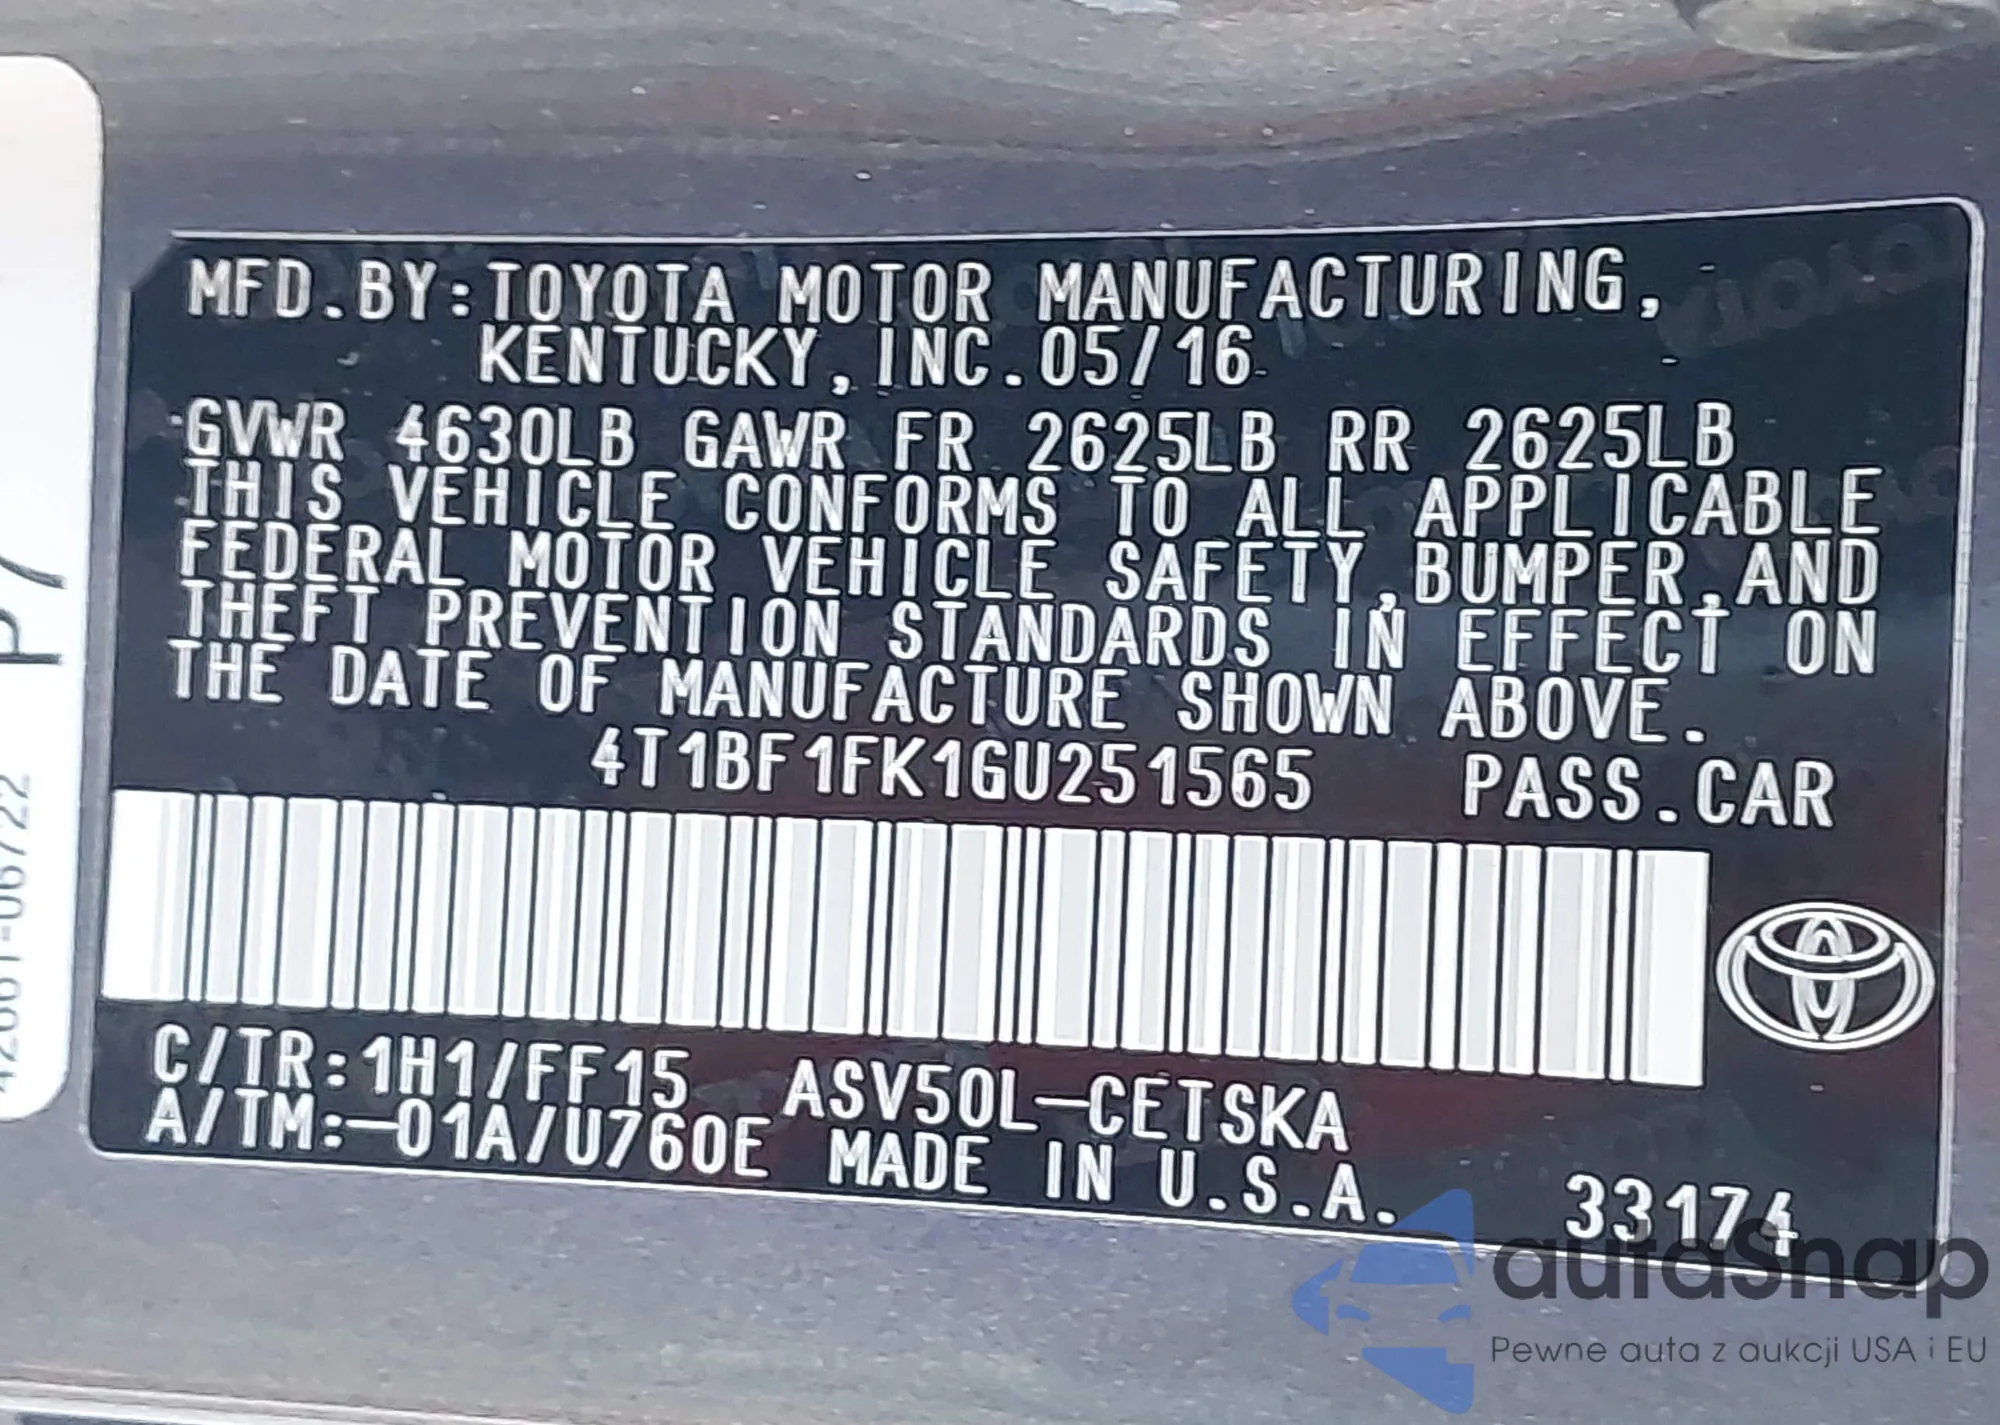 MFD.BY:TOYOTA MOTOR MANUFACTURING,
KENTUCKY, INC.05/16
GVWR 4630LB GAWR FR 2625LB RR 2625LB
THIS VEHICLE CONFORMS TO ALL APPLICABLE
FEDERAL MOTOR VEHICLE SAFETY,BUMPER,AND
THEFT PREVENTION STANDARDS IN EFFECT ON
THE DATE OF MANUFACTURE SHOWN ABOVE.
4T1BF1FK1GU251565 PASS.CAR
C/TR:1H1/FF15 ASV50L-CETSKA
A/TM:-01A/U760E MADE IN U.S.A.
33174
autaSnap
Pewne auta z aukcji USA i EU